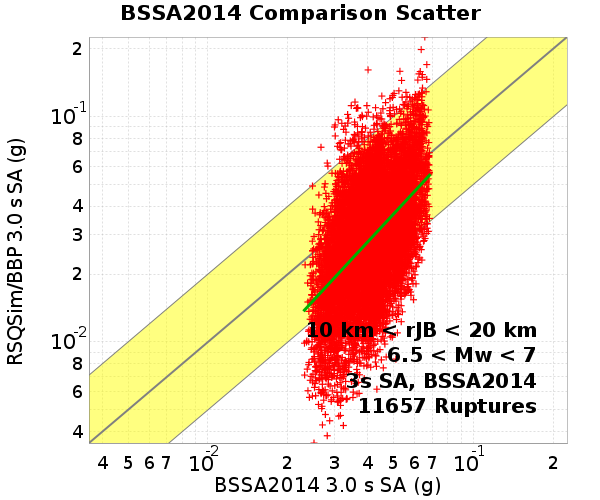 BSSA2014 Comparison Scatter
RSQSim/BBP 3.0 s SA (g)
2
10-1
8
6
4
3
2
10-2
8
6
4
10 km < rJB < 20 km
6.5 < Mw < 7
3s SA, BSSA2014
11657 Ruptures
4 5 6 7 10-2 2 3 4 5 6 7 10-1 2
BSSA2014 3.0 s SA (g)